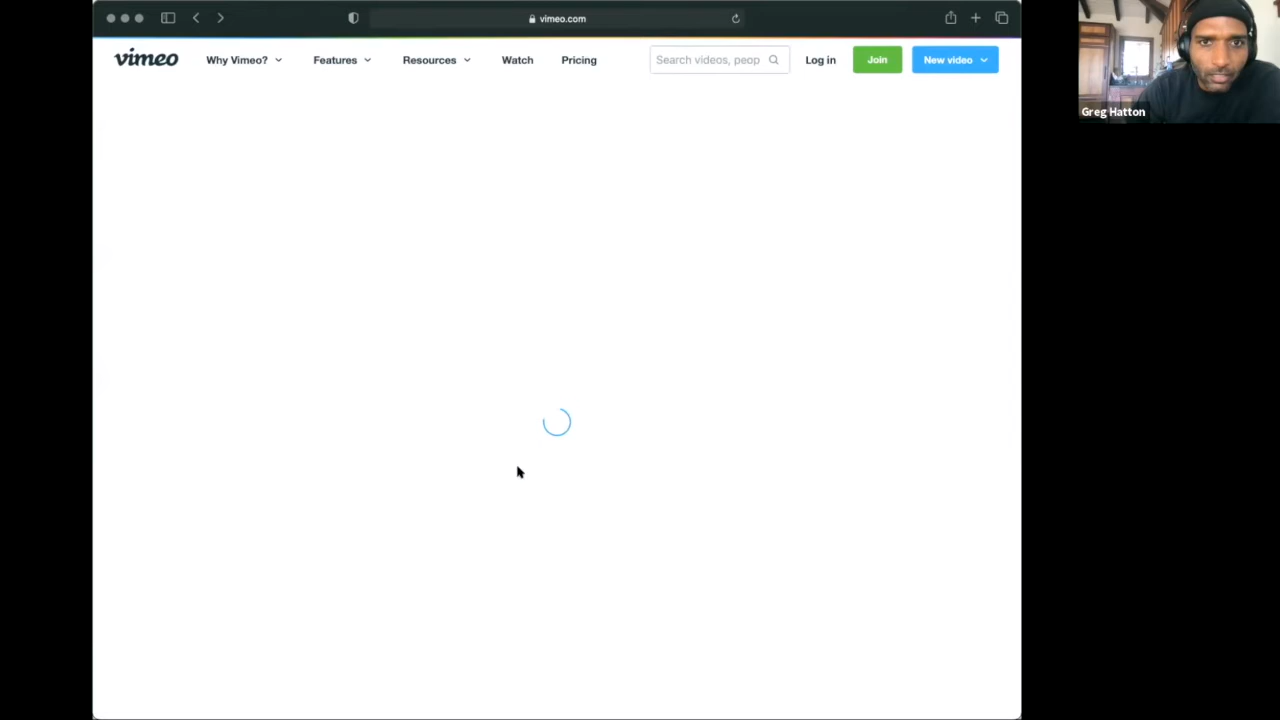 vimeo.com
vimeo Why Vimeo? Features Resources Watch Pricing Search videos, peop Log in Join New video
Greg Hatton